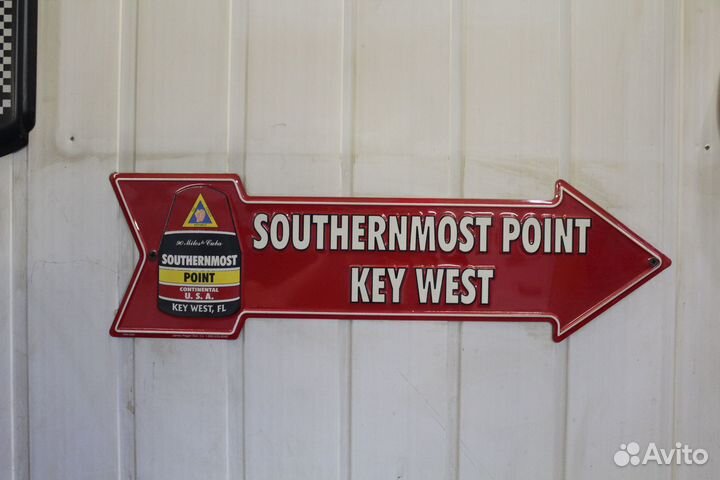 SOUTHERNMOST POINT
KEY WEST
90 Miles to Cuba
SOUTHERNMOST
POINT
CONTINENTAL
U.S.A.
KEY WEST, FL
Avito